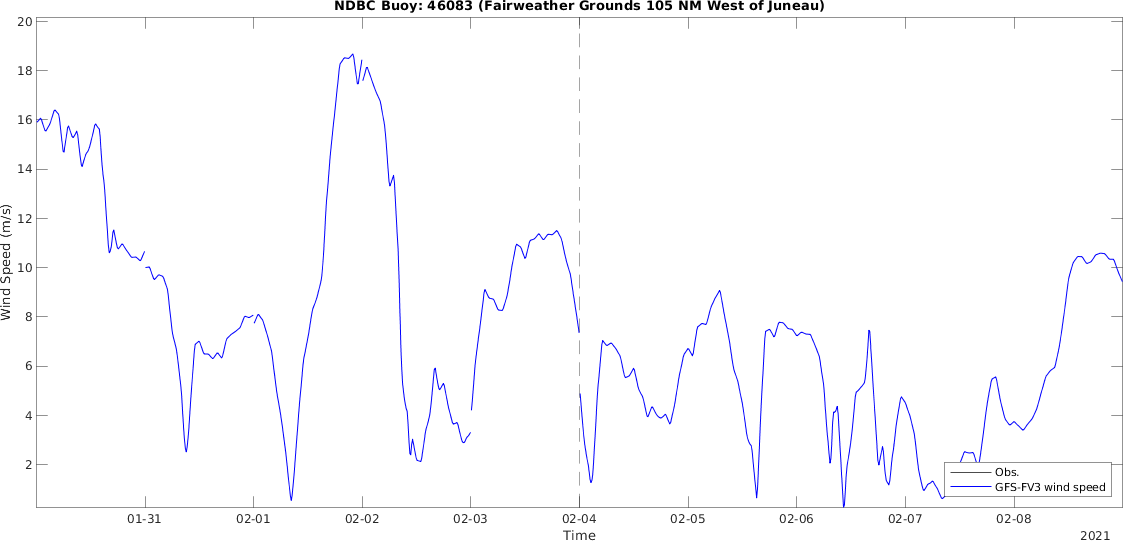 NDBC Buoy: 46083 (Fairweather Grounds 105 NM West of Juneau)
20
18
16
14
12
10
8
6
4
2
Wind Speed (m/s)
Obs.
GFS-FV3 wind speed
01-31 02-01 02-02 02-03 02-04 02-05 02-06 02-07 02-08
Time
2021